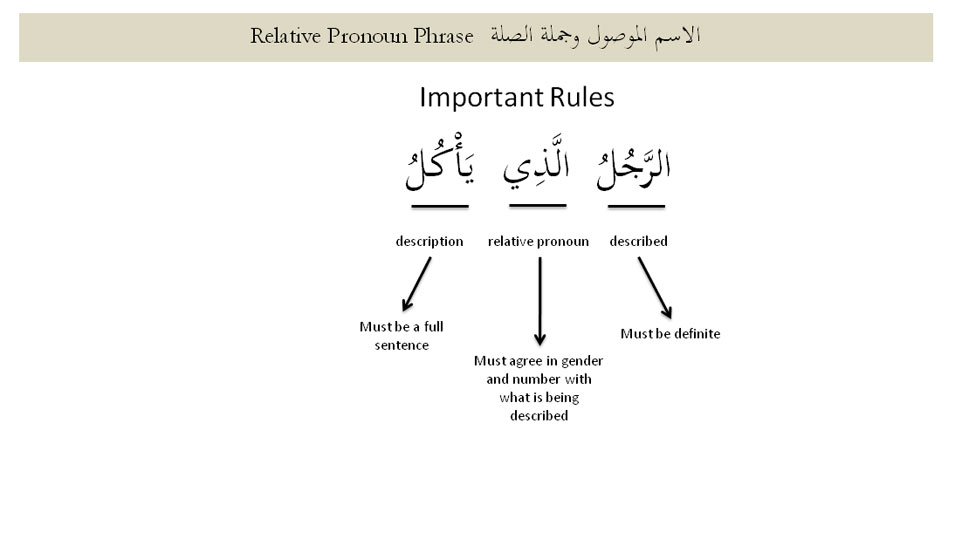 Relative Pronoun Phrase الاسم الموصول وجملة الصلة
Important Rules
الرَّجُلُ الَّذِي يَأْكُلُ
description relative pronoun described
Must be a full
sentence
Must agree in gender
and number with
what is being
described
Must be definite